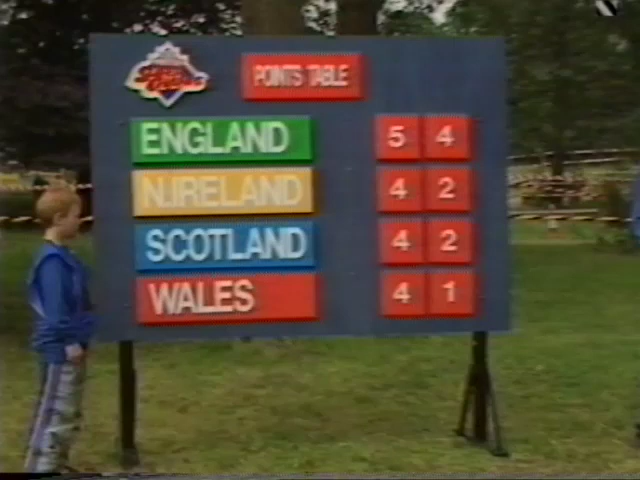 POINTS TABLE
ENGLAND 5 4
N.IRELAND 4 2
SCOTLAND 4 2
WALES 4 1